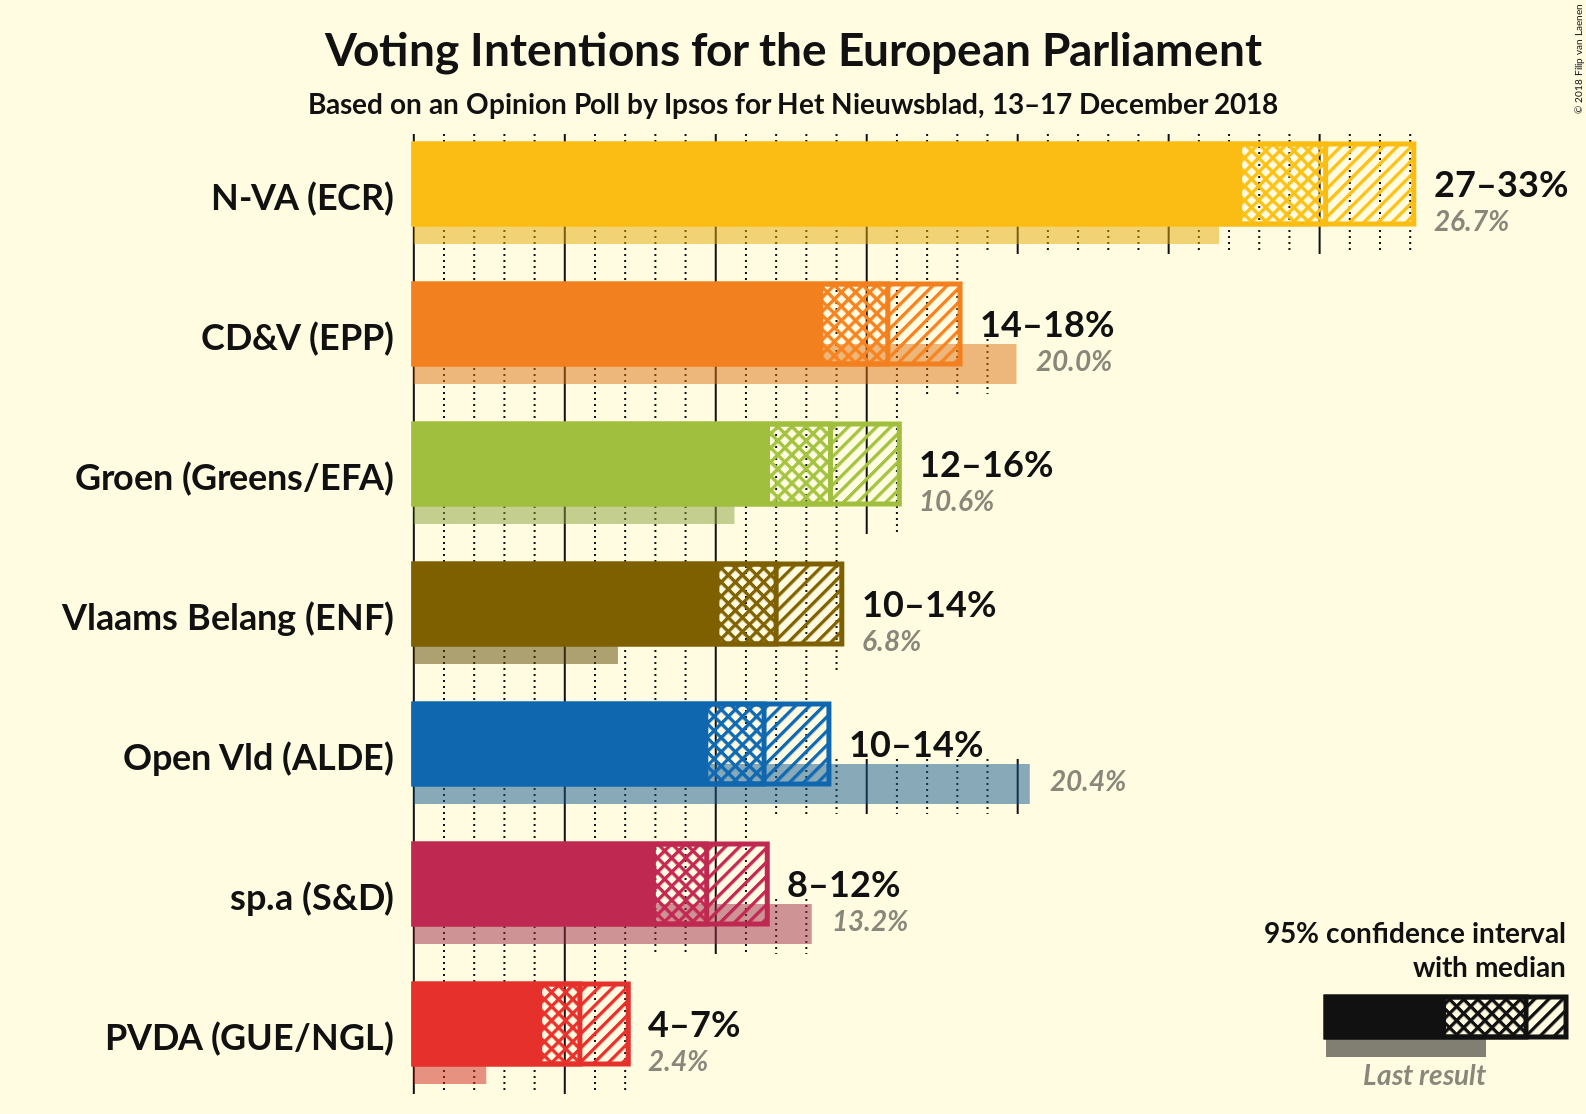 Voting Intentions for the European Parliament
Based on an Opinion Poll by Ipsos for Het Nieuwsblad, 13–17 December 2018
© 2018 Filip van Laenen
N-VA (ECR)
27–33%
26.7%
CD&V (EPP)
14–18%
20.0%
Groen (Greens/EFA)
12–16%
10.6%
Vlaams Belang (ENF)
10–14%
6.8%
Open Vld (ALDE)
10–14%
20.4%
sp.a (S&D)
8–12%
13.2%
PVDA (GUE/NGL)
4–7%
2.4%
95% confidence interval
with median
Last result